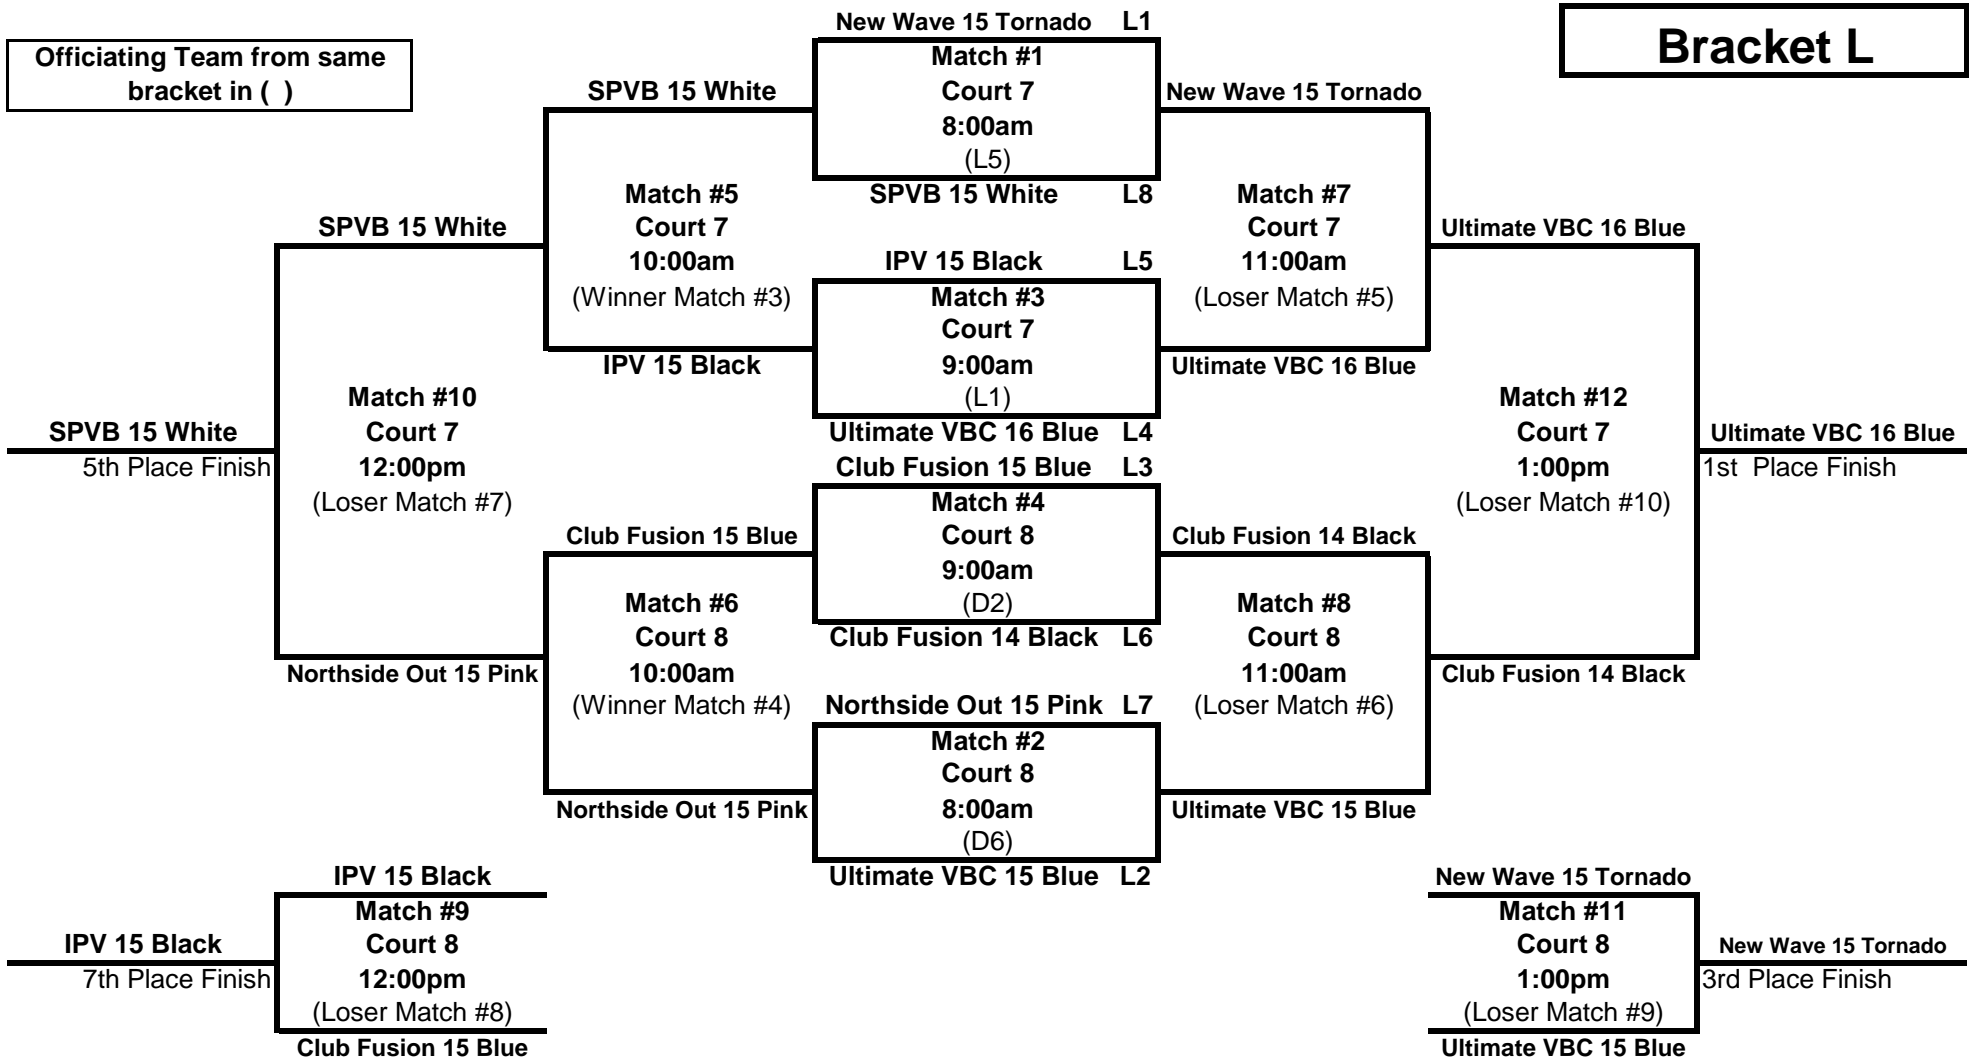 New Wave 15 Tornado L1
Bracket L
Officiating Team from same
bracket in ( )
Match #1
Court 7
8:00am
(L5)
SPVB 15 White
New Wave 15 Tornado
SPVB 15 White L8
Match #5
Court 7
10:00am
(Winner Match #3)
Match #7
Court 7
11:00am
(Loser Match #5)
SPVB 15 White
Ultimate VBC 16 Blue
IPV 15 Black L5
Match #3
Court 7
9:00am
(L1)
IPV 15 Black
Ultimate VBC 16 Blue
Ultimate VBC 16 Blue L4
Match #10
Court 7
12:00pm
(Loser Match #7)
Match #12
Court 7
1:00pm
(Loser Match #10)
SPVB 15 White
5th Place Finish
Ultimate VBC 16 Blue
1st Place Finish
Club Fusion 15 Blue L3
Match #4
Court 8
9:00am
(D2)
Club Fusion 15 Blue
Club Fusion 14 Black
Club Fusion 14 Black L6
Match #6
Court 8
10:00am
(Winner Match #4)
Match #8
Court 8
11:00am
(Loser Match #6)
Northside Out 15 Pink
Club Fusion 14 Black
Northside Out 15 Pink L7
Match #2
Court 8
8:00am
(D6)
Northside Out 15 Pink
Ultimate VBC 15 Blue
Ultimate VBC 15 Blue L2
IPV 15 Black
Match #9
Court 8
12:00pm
(Loser Match #8)
Club Fusion 15 Blue
IPV 15 Black
7th Place Finish
New Wave 15 Tornado
Match #11
Court 8
1:00pm
(Loser Match #9)
Ultimate VBC 15 Blue
New Wave 15 Tornado
3rd Place Finish